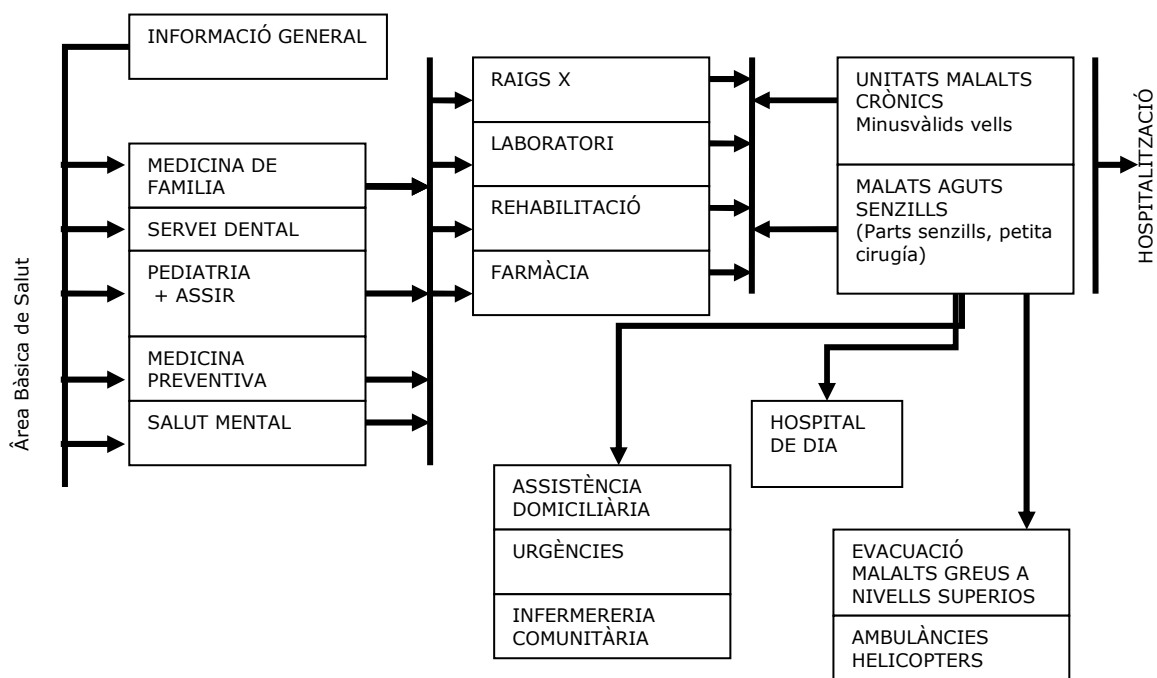 INFORMACIÓ GENERAL
Ârea Bàsica de Salut
MEDICINA DE
FAMILIA
SERVEI DENTAL
PEDIATRIA
+ ASSIR
MEDICINA
PREVENTIVA
SALUT MENTAL
RAIGS X
LABORATORI
REHABILITACIÓ
FARMÀCIA
UNITATS MALALTS
CRÒNICS
Minusvàlids vells
MALATS AGUTS
SENZILLS
(Parts senzills, petita
cirugía)
HOSPITALITZACIÓ
HOSPITAL
DE DIA
ASSISTÈNCIA
DOMICILIÀRIA
URGÈNCIES
INFERMERERIA
COMUNITÀRIA
EVACUACIÓ
MALALTS GREUS A
NIVELLS SUPERIOS
AMBULÀNCIES
HELICOPTERS